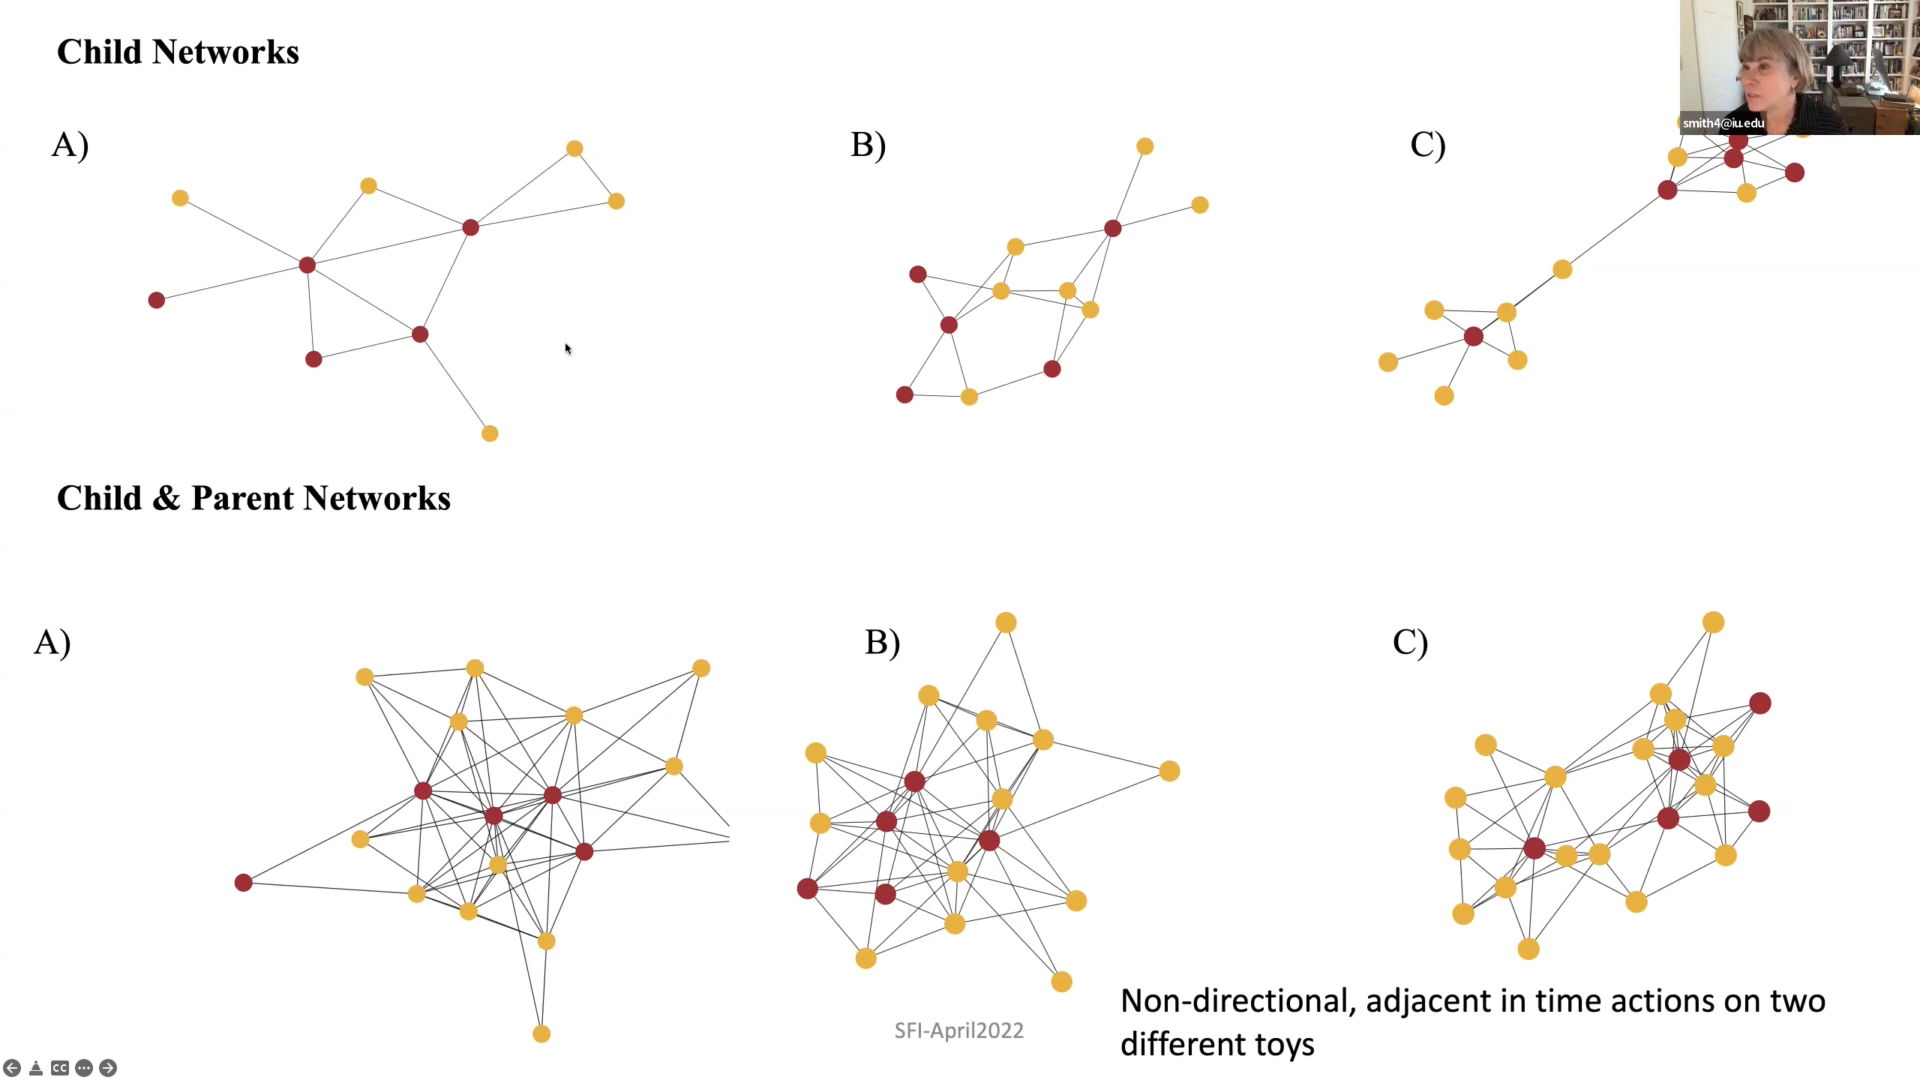 Child Networks
smith4@iu.edu
A)
B)
C)
Child & Parent Networks
A)
B)
C)
Non-directional, adjacent in time actions on two
different toys
SFI-April2022
CC